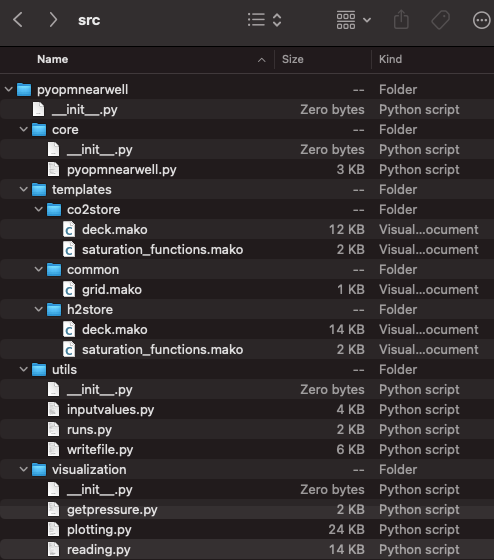 src
Name Size Kind
pyopmnearwell -- Folder
__init__.py Zero bytes Python script
core -- Folder
__init__.py Zero bytes Python script
pyopmnearwell.py 3 KB Python script
templates -- Folder
co2store -- Folder
deck.mako 12 KB Visual...ocument
saturation_functions.mako 2 KB Visual...ocument
common -- Folder
grid.mako 1 KB Visual...ocument
h2store -- Folder
deck.mako 14 KB Visual...ocument
saturation_functions.mako 2 KB Visual...ocument
utils -- Folder
__init__.py Zero bytes Python script
inputvalues.py 4 KB Python script
runs.py 2 KB Python script
writefile.py 6 KB Python script
visualization -- Folder
__init__.py Zero bytes Python script
getpressure.py 2 KB Python script
plotting.py 24 KB Python script
reading.py 14 KB Python script